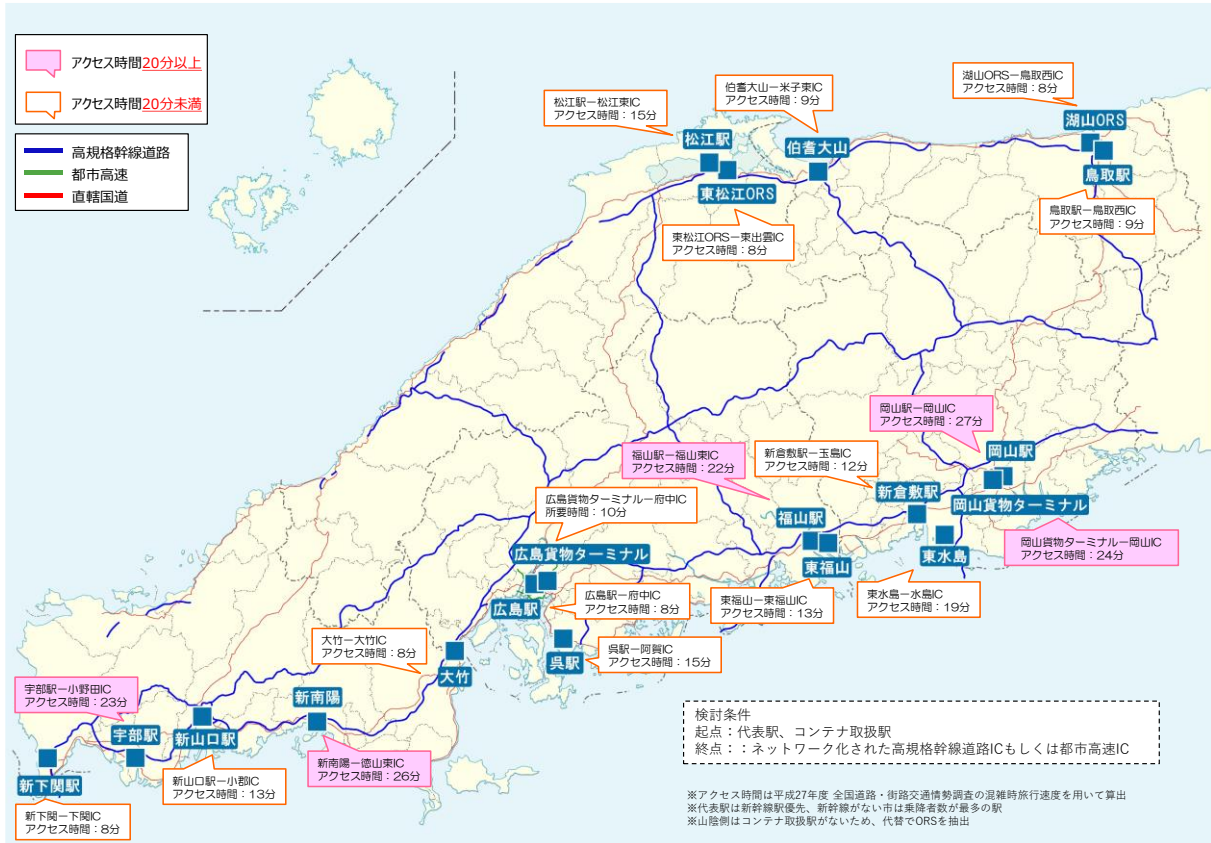 アクセス時間20分以上
アクセス時間20分未満
高規格幹線道路
都市高速
直轄国道
松江駅ー松江東IC
アクセス時間：15分
伯耆大山ー米子東IC
アクセス時間：9分
湖山ORSー鳥取西IC
アクセス時間：8分
松江駅
伯耆大山
湖山ORS
東松江ORS
鳥取駅
東松江ORSー東出雲IC
アクセス時間：8分
鳥取駅ー鳥取西IC
アクセス時間：9分
岡山駅ー岡山IC
アクセス時間：27分
福山駅ー福山東IC
アクセス時間：22分
新倉敷駅ー玉島IC
アクセス時間：12分
岡山駅
新倉敷駅
岡山貨物ターミナル
広島貨物ターミナルー府中IC
所要時間：10分
福山駅
東水島
岡山貨物ターミナルー岡山IC
アクセス時間：24分
広島貨物ターミナル
東福山
広島駅
広島駅ー府中IC
アクセス時間：8分
東福山ー東福山IC
アクセス時間：13分
東水島ー水島IC
アクセス時間：19分
大竹ー大竹IC
アクセス時間：8分
呉駅
呉駅ー阿賀IC
アクセス時間：15分
大竹
宇部駅ー小野田IC
アクセス時間：23分
新南陽
宇部駅
新山口駅
新下関駅
新山口駅ー小郡IC
アクセス時間：13分
新南陽ー徳山東IC
アクセス時間：26分
新下関ー下関IC
アクセス時間：8分
検討条件
起点：代表駅、コンテナ取扱駅
終点：：ネットワーク化された高規格幹線道路ICもしくは都市高速IC
※アクセス時間は平成27年度 全国道路・街路交通情勢調査の混雑時旅行速度を用いて算出
※代表駅は新幹線駅優先、新幹線がない市は乗降者数が最多の駅
※山陰側はコンテナ取扱駅がないため、代替でORSを抽出